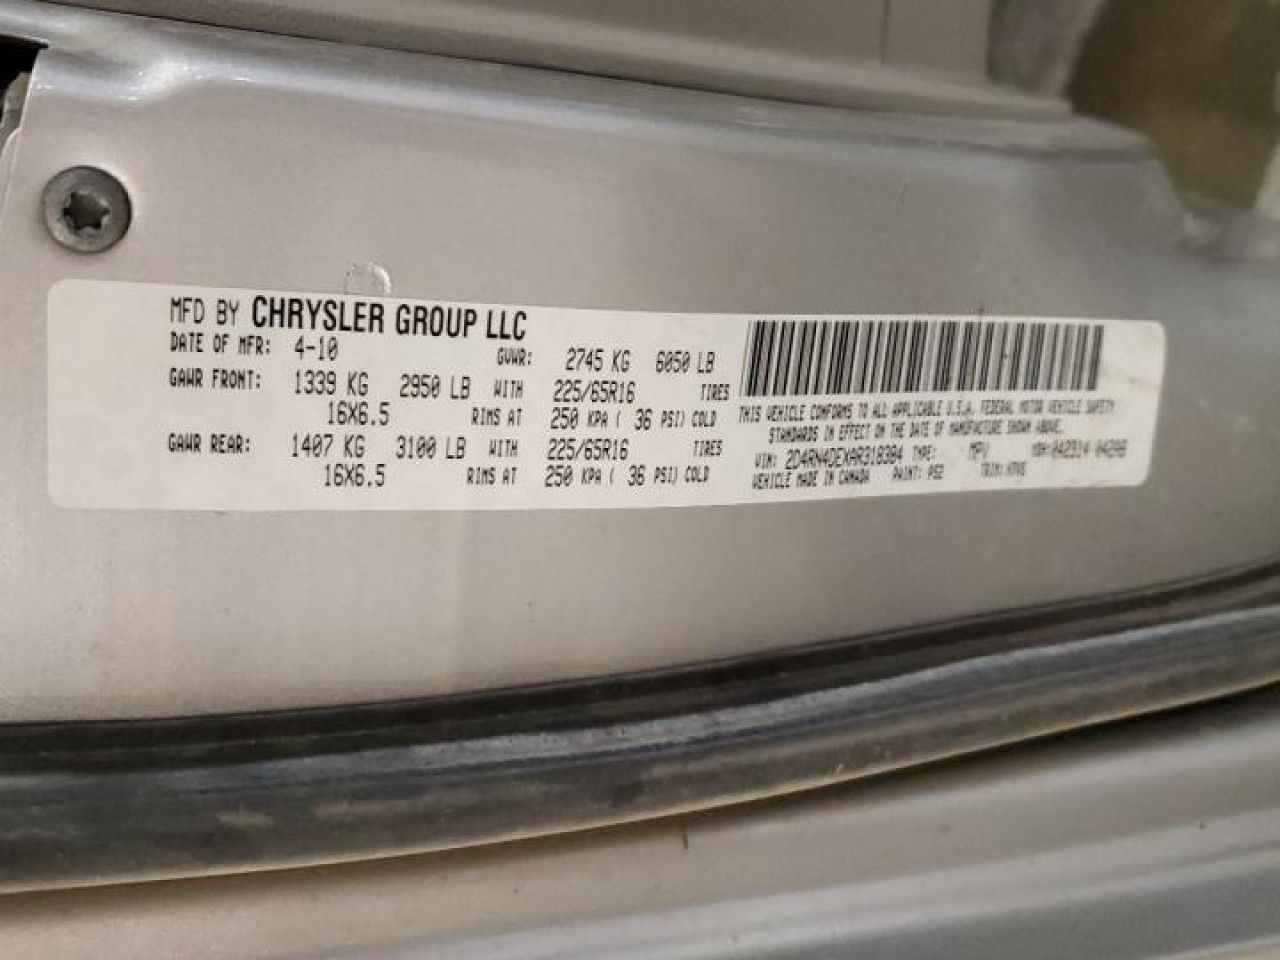 MFD BY CHRYSLER GROUP LLC
DATE OF MFR: 4-10 GVWR: 2745 KG 6050 LB
GAWR FRONT: 1339 KG 2950 LB WITH 225/65R16 TIRES
16X6.5 RIMS AT 250 KPA ( 36 PSI) COLD
GAWR REAR: 1407 KG 3100 LB WITH 225/65R16 TIRES
16X6.5 RIMS AT 250 KPA ( 36 PSI) COLD
THIS VEHICLE CONFORMS TO ALL APPLICABLE U.S.A. FEDERAL MOTOR VEHICLE SAFETY
STANDARDS IN EFFECT ON THE DATE OF MANUFACTURE SHOWN ABOVE.
VIN: 2D4RN4DEXAR318384 TYPE: MPV
VEHICLE MADE IN CANADA PAINT: PS2 TRIM: